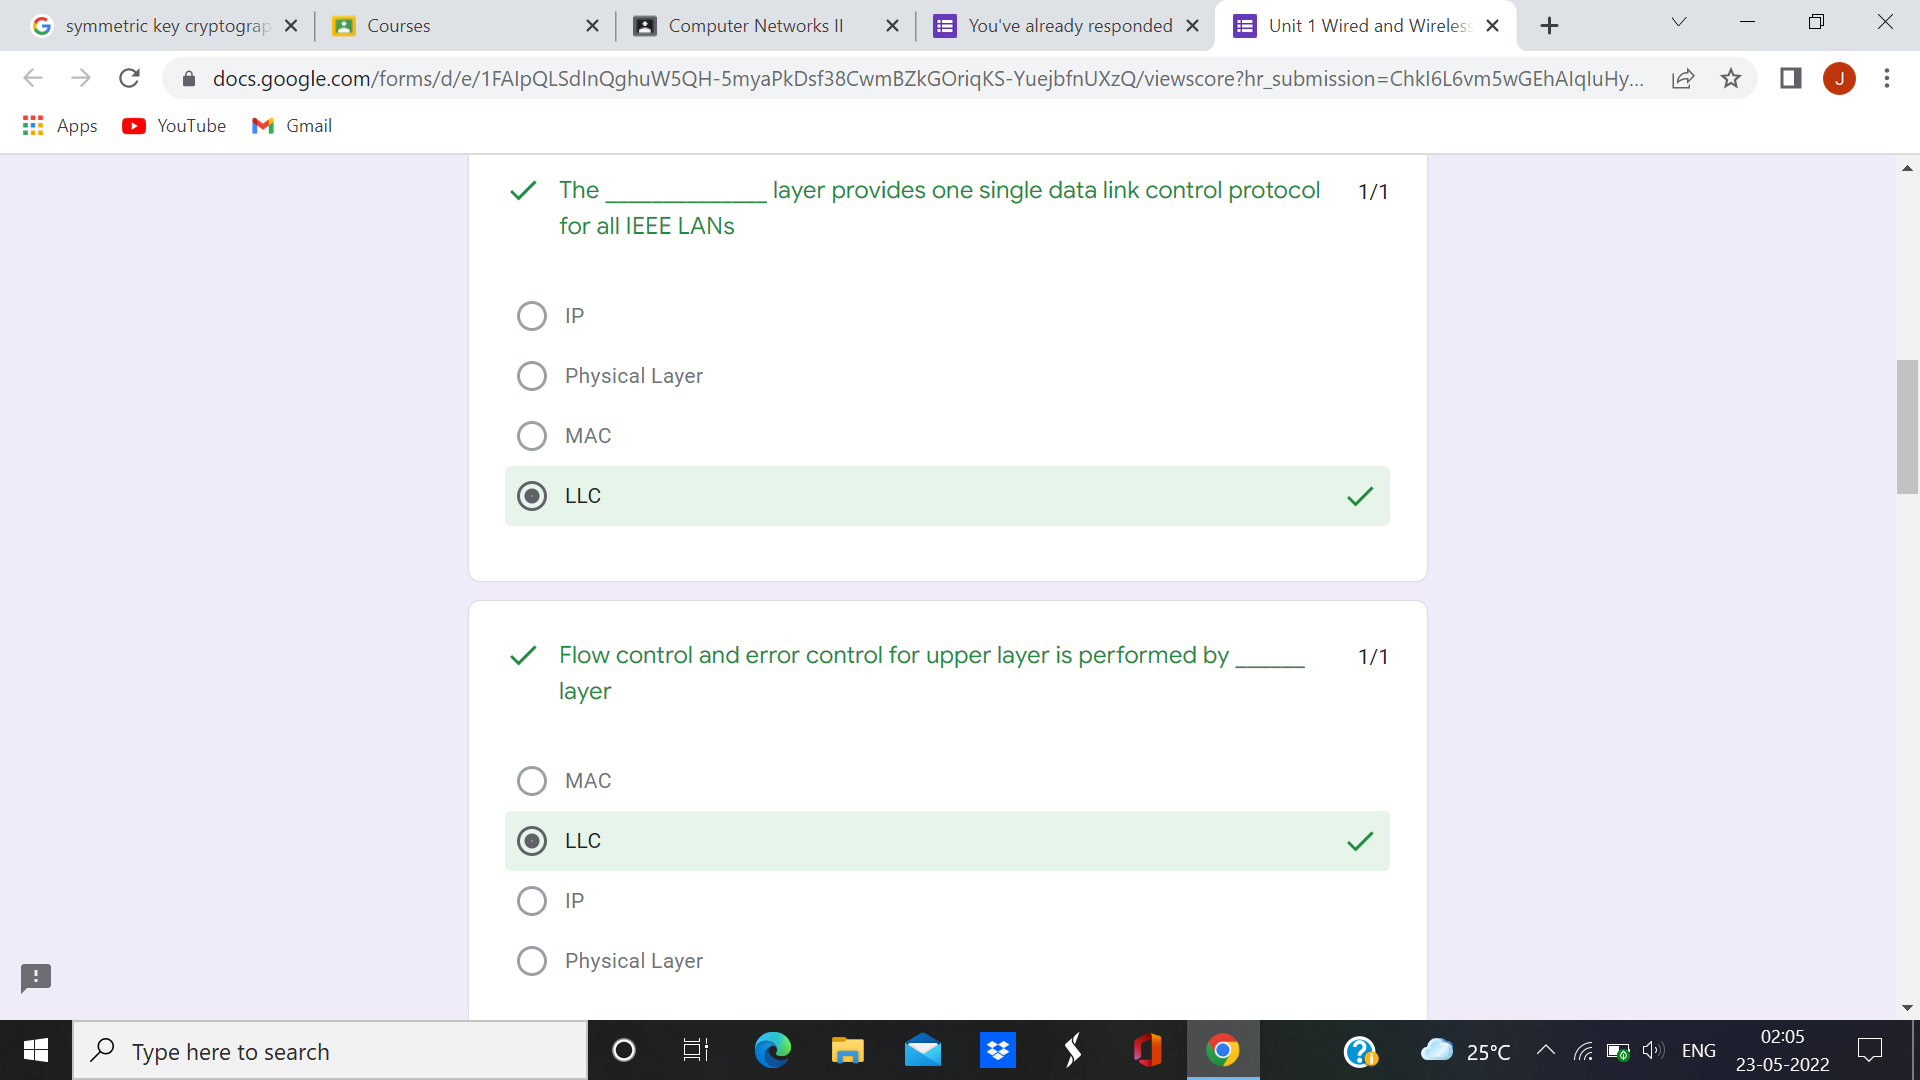 symmetric key cryptograp
Courses
Computer Networks II
You've already responded
Unit 1 Wired and Wireless
docs.google.com/forms/d/e/1FAIpQLSdInQghuW5QH-5myaPkDsf38CwmBZkGOriqKS-YuejbfnUXzQ/viewscore?hr_submission=ChkI6L6vm5wGEhAIqIuHy...
J
Apps
YouTube
Gmail
The ______________ layer provides one single data link control protocol
for all IEEE LANs
1/1
IP
Physical Layer
MAC
LLC
Flow control and error control for upper layer is performed by ______
layer
1/1
MAC
LLC
IP
Physical Layer
Type here to search
25°C
ENG
02:05
23-05-2022